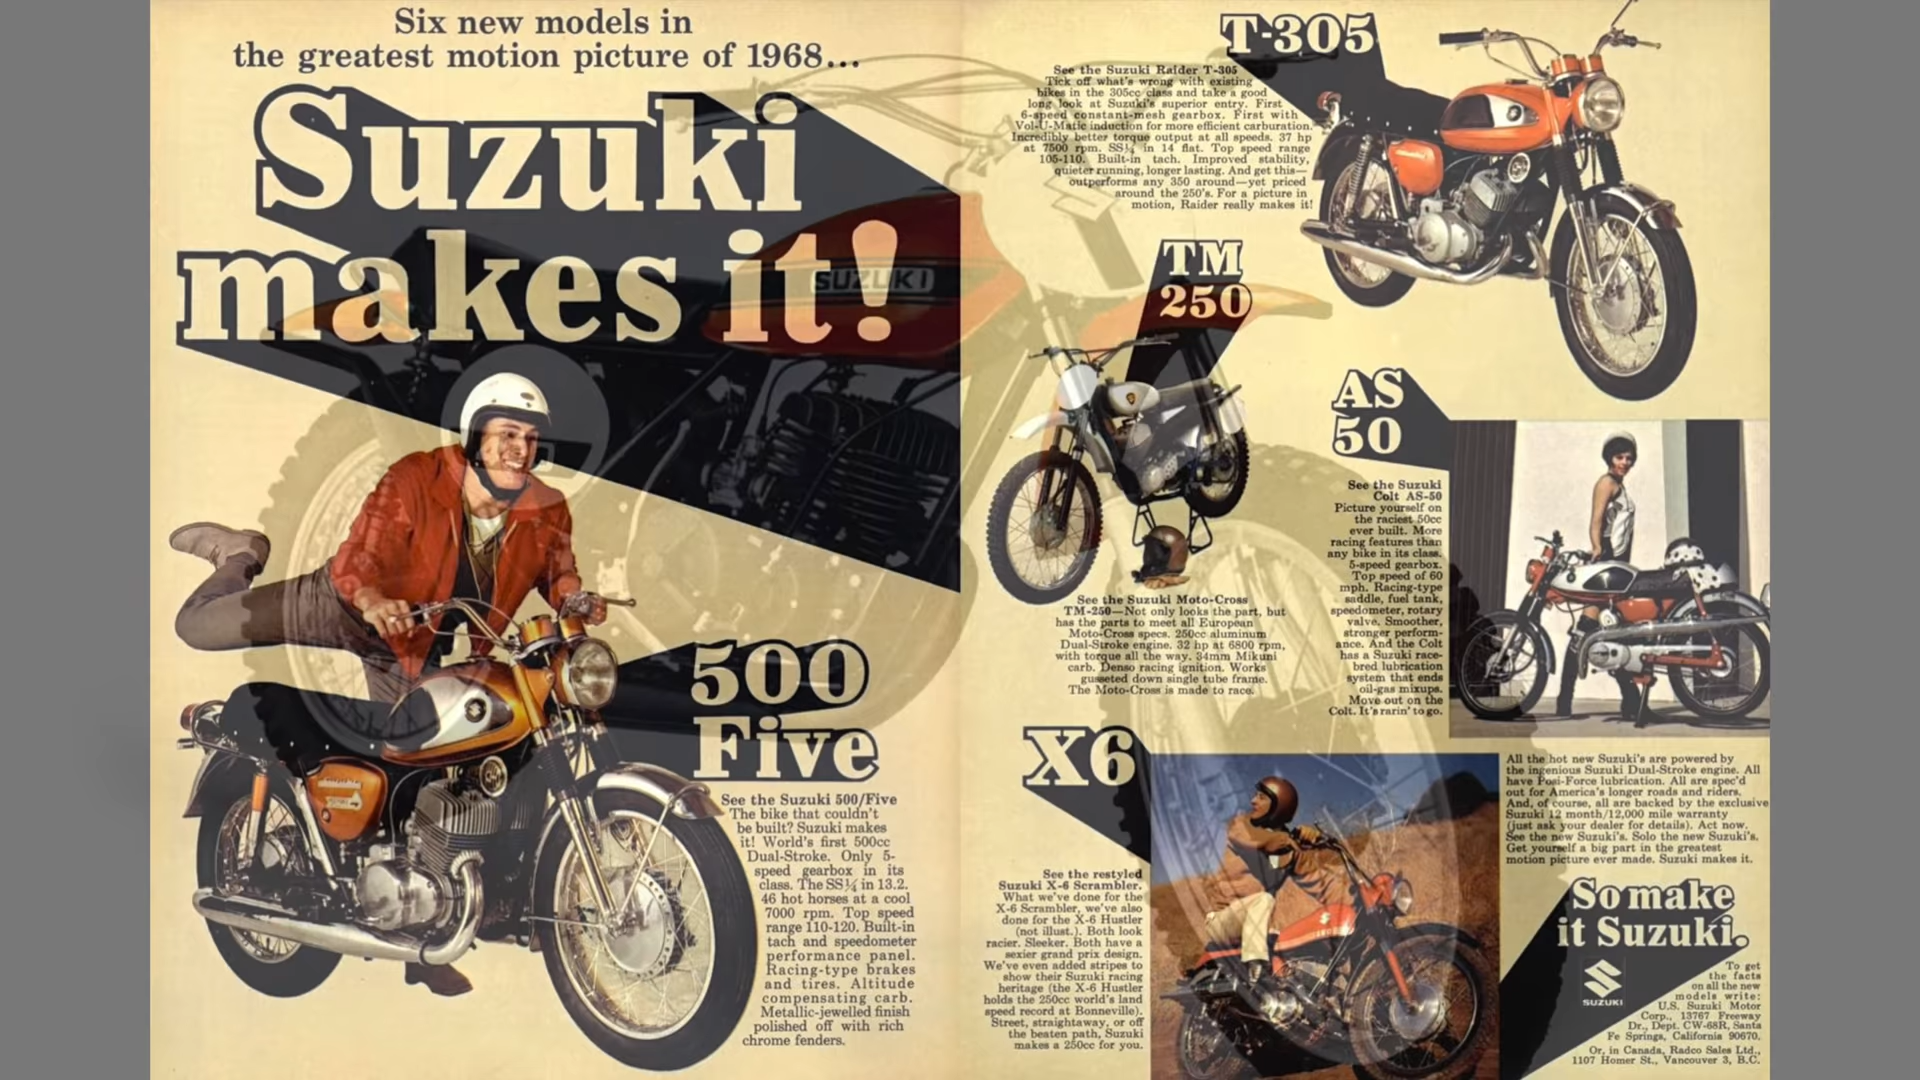 Six new models in
the greatest motion picture of 1968...
Suzuki
makes it!
SUZUKI
500
Five
See the Suzuki 500/Five
The bike that couldn't
be built? Suzuki makes
it! World's first 500cc
Dual-Stroke. Only 5-
speed gearbox in its
class. The SS¼ in 13.2.
46 hot horses at a cool
7000 rpm. Top speed
range 110-120. Built-in
tach and speedometer
performance panel.
Racing-type brakes
and tires. Altitude
compensating carb.
Metallic-jewelled finish
polished off with rich
chrome fenders.
T-305
See the Suzuki Raider T-305
Tick off what's wrong with existing
bikes in the 305cc class and take a good
long look at Suzuki's superior entry. First
6-speed constant-mesh gearbox. First with
Vol-U-Matic induction for more efficient carburation.
Incredibly better torque output at all speeds. 37 hp
at 7500 rpm. SS¼ in 14 flat. Top speed range
105-110. Built-in tach. Improved stability,
quieter running, longer lasting. And get this—
outperforms any 350 around—yet priced
around the 250's. For a picture in
motion, Raider really makes it!
TM
250
See the Suzuki Moto-Cross
TM-250—Not only looks the part, but
has the parts to meet all European
Moto-Cross specs. 250cc aluminum
Dual-Stroke engine. 32 hp at 6800 rpm,
with torque all the way. 34mm Mikuni
carb. Denso racing ignition. Works
gusseted down single tube frame.
The Moto-Cross is made to race.
AS
50
See the Suzuki
Colt AS-50
Picture yourself on
the raciest 50cc
ever built. More
racing features than
any bike in its class.
5-speed gearbox.
Top speed of 60
mph. Racing-type
saddle, fuel tank,
speedometer, rotary
valve. Smoother,
stronger perform-
ance. And the Colt
has a Suzuki race-
bred lubrication
system that ends
oil-gas mixups.
Move out on the
Colt. It's rarin' to go.
X6
See the restyled
Suzuki X-6 Scrambler.
What we've done for the
X-6 Scrambler, we've also
done for the X-6 Hustler
(not illust.). Both look
racier. Sleeker. Both have a
sexier grand prix design.
We've even added stripes to
show their Suzuki racing
heritage (the X-6 Hustler
holds the 250cc world's land
speed record at Bonneville).
Street, straightaway, or off
the beaten path, Suzuki
makes a 250cc for you.
All the hot new Suzuki's are powered by
the ingenious Suzuki Dual-Stroke engine. All
have Posi-Force lubrication. All are spec'd
out for America's longer roads and riders.
And, of course, all are backed by the exclusive
Suzuki 12 month/12,000 mile warranty
(just ask your dealer for details). Act now.
See the new Suzuki's. Solo the new Suzuki's.
Get yourself a big part in the greatest
motion picture ever made. Suzuki makes it.
So make
it Suzuki.
SUZUKI
To get
the facts
on all the new
models write:
U.S. Suzuki Motor
Corp., 13767 Freeway
Dr., Dept. CW-68R, Santa
Fe Springs, California 90670.
Or, in Canada, Radco Sales Ltd.,
1107 Homer St., Vancouver 3, B.C.